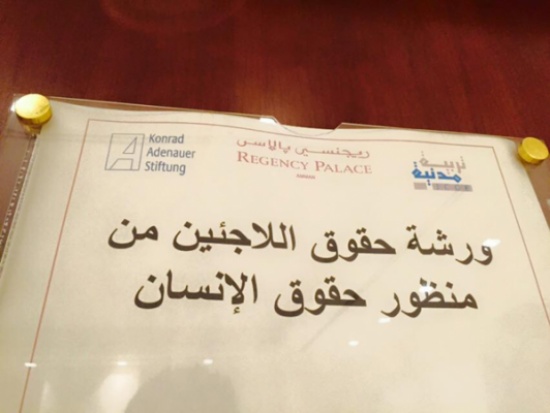 Konrad
Adenauer
Stiftung
ريجنسي بالاس
REGENCY PALACE
تربية
مدنية
ورشة حقوق اللاجئين من
منظور حقوق الإنسان